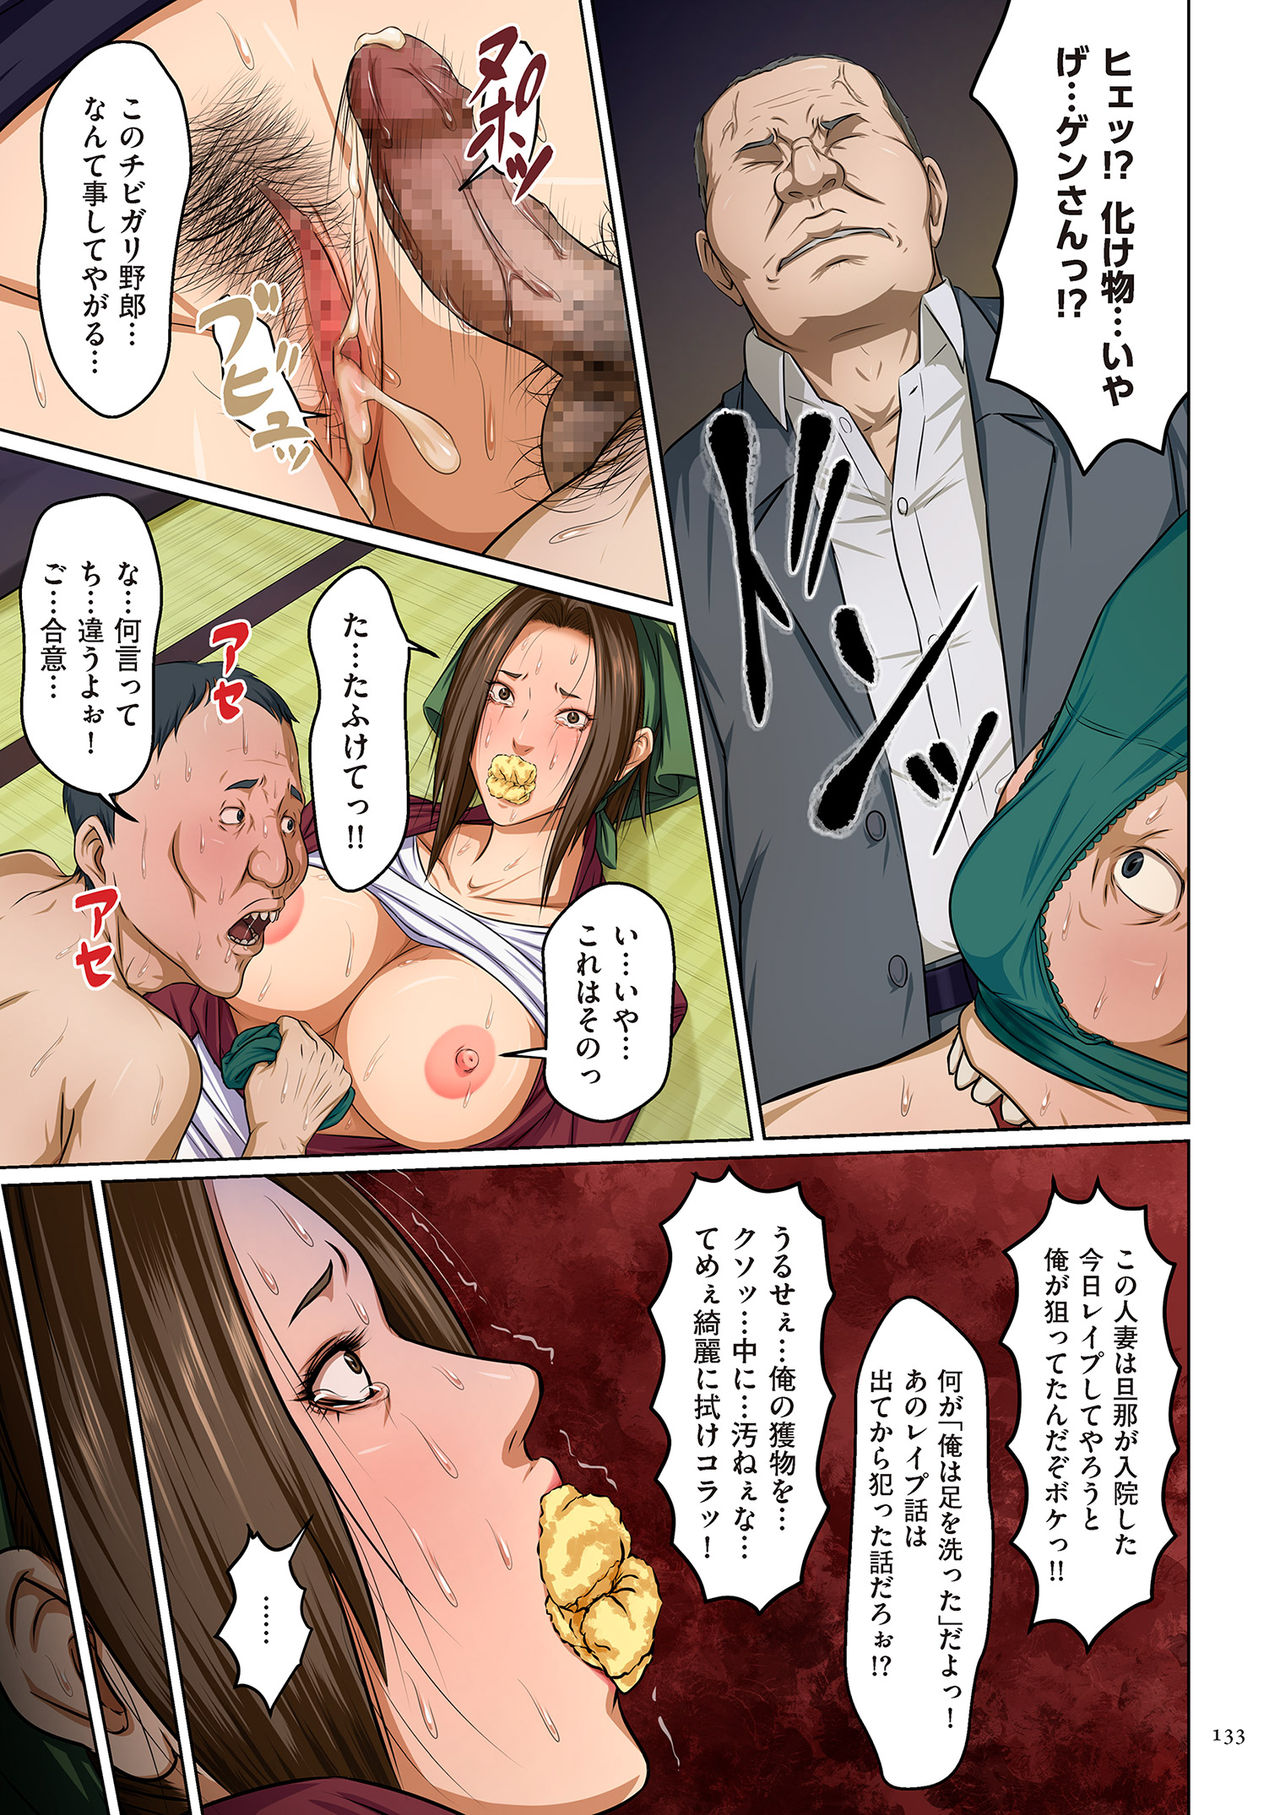 ヒェッ!? 化け物…いや
げ…ゲンさんっ!?
ドンッ
ヌポンッ
このチビガリ野郎…
なんて事してやがる…
ブビュッ
た…たふけてっ!!
い…いや…
これはそのっ
な…何言って
ち…違うよぉ!
ご…合意…
アセ
アセ
この人妻は旦那が入院した
今日レイプしてやろうと
俺が狙ってたんだぞボケっ!!
何が「俺は足を洗った」だよっ!
あのレイプ話は
出てから犯った話だろぉ!?
うるせぇ…俺の獲物を…
クソッ…中に…汚ねぇな…
てめぇ綺麗に拭けコラッ!
……
133